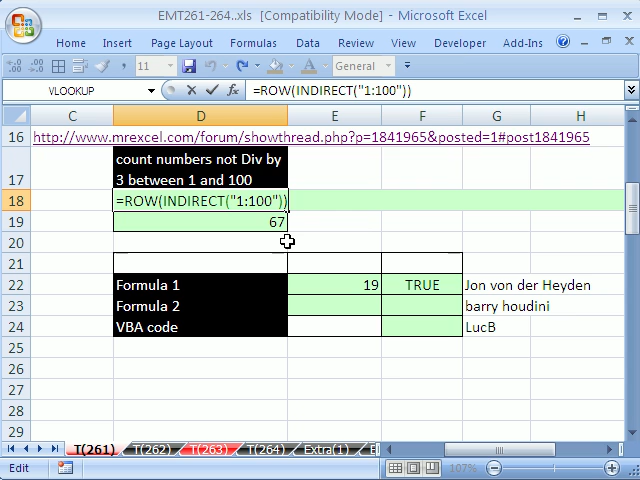 EMT261-264..xls [Compatibility Mode] - Microsoft Excel
Home Insert Page Layout Formulas Data Review View Developer Add-Ins
11 General
VLOOKUP =ROW(INDIRECT("1:100"))
C D E F G H
16 http://www.mrexcel.com/forum/showthread.php?p=1841965&posted=1#post1841965
17 count numbers not Div by
3 between 1 and 100
18 =ROW(INDIRECT("1:100"))
19 67
20
21
22 Formula 1 19 TRUE Jon von der Heyden
23 Formula 2 barry houdini
24 VBA code LucB
25
26
27
28
29
T(261) T(262) T(263) T(264) Extra(1)
Edit 107%